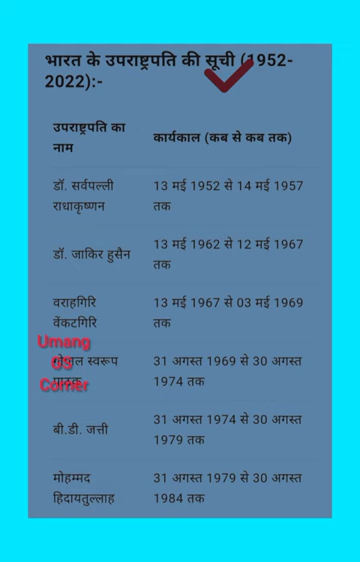 भारत के उपराष्ट्रपति की सूची (1952-
2022):-
उपराष्ट्रपति का
नाम
कार्यकाल (कब से कब तक)
डॉ. सर्वपल्ली
राधाकृष्णन
13 मई 1952 से 14 मई 1957
तक
डॉ. जाकिर हुसैन
13 मई 1962 से 12 मई 1967
तक
वराहगिरि
वेंकटगिरि
13 मई 1967 से 03 मई 1969
तक
Umang
GS
Corner
गोपाल स्वरूप
पाठक
31 अगस्त 1969 से 30 अगस्त
1974 तक
बी.डी. जत्ती
31 अगस्त 1974 से 30 अगस्त
1979 तक
मोहम्मद
हिदायतुल्लाह
31 अगस्त 1979 से 30 अगस्त
1984 तक